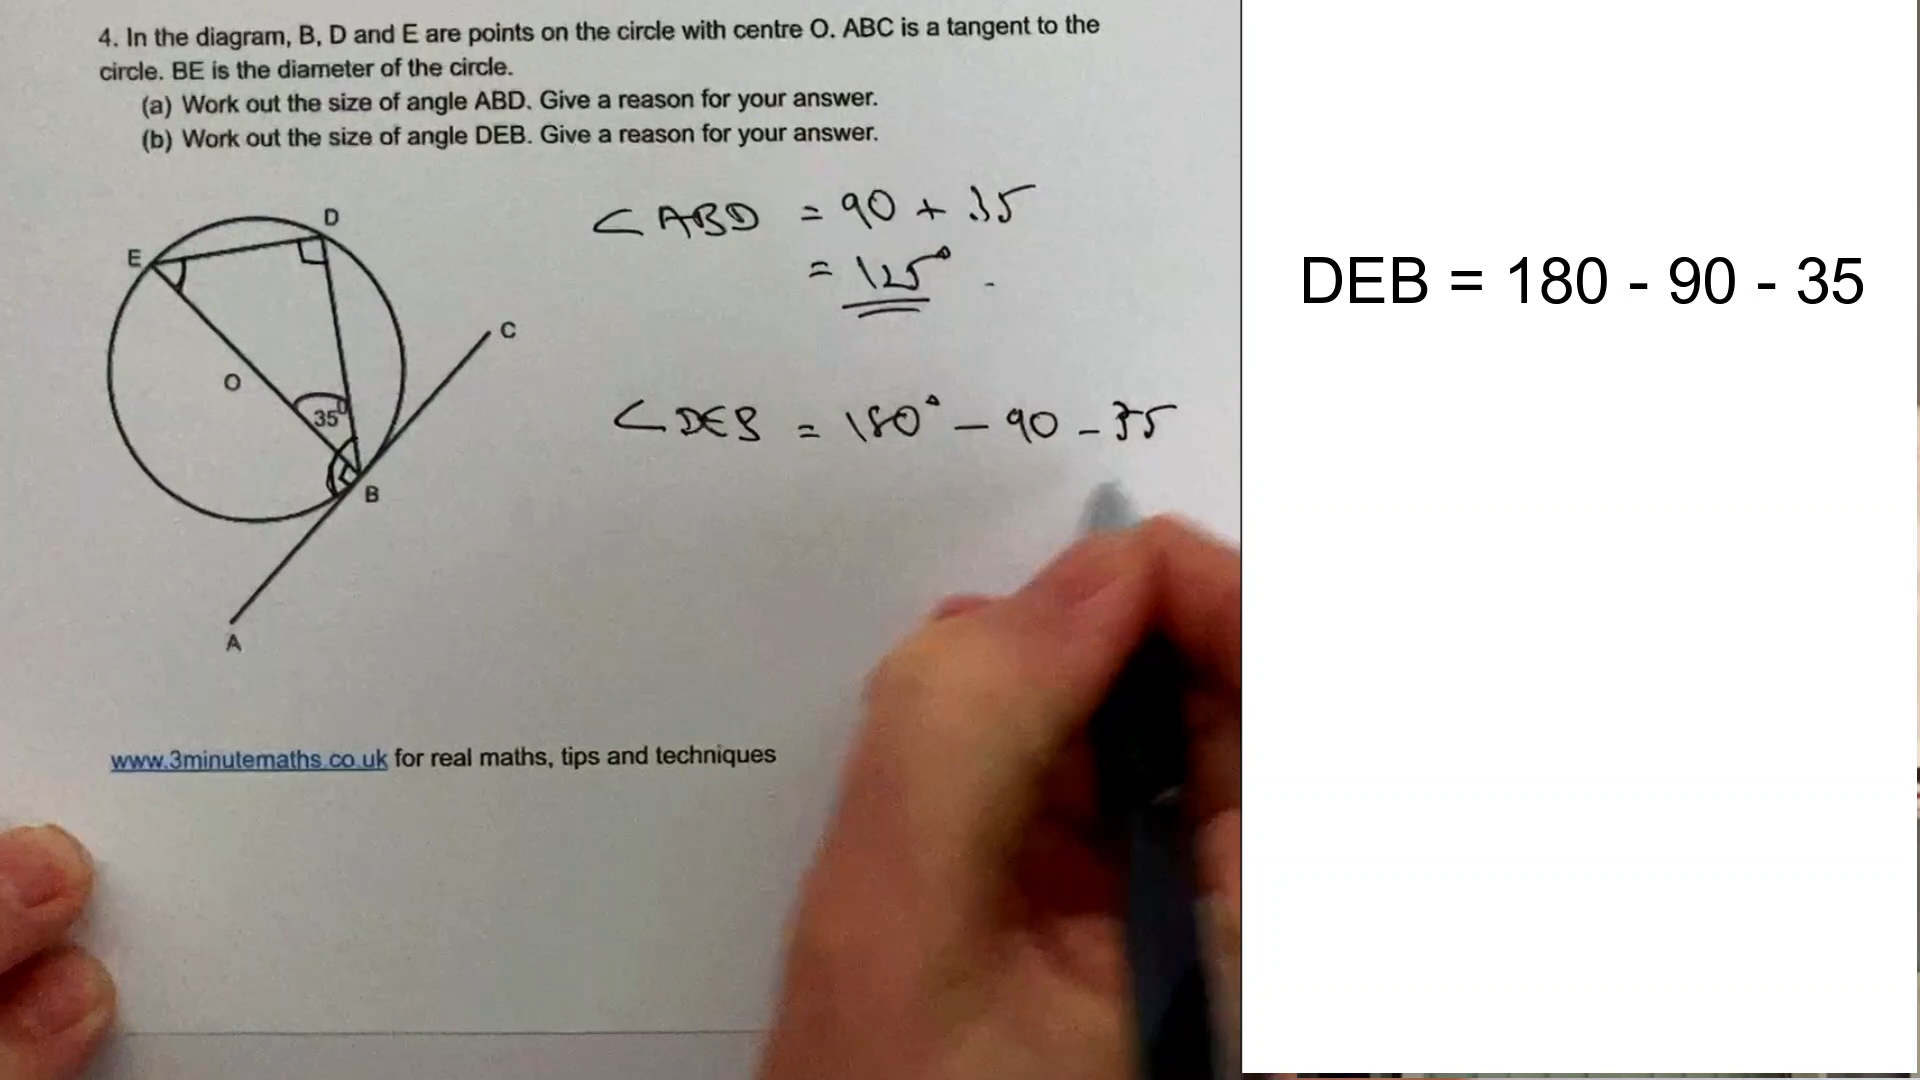 4. In the diagram, B, D and E are points on the circle with centre O. ABC is a tangent to the
circle. BE is the diameter of the circle.
(a) Work out the size of angle ABD. Give a reason for your answer.
(b) Work out the size of angle DEB. Give a reason for your answer.
D
E
C
O
35⁰
B
A
∠ABD = 90 + 35
= 125°
∠DEB = 180° - 90 - 35
www.3minutemaths.co.uk for real maths, tips and techniques
DEB = 180 - 90 - 35